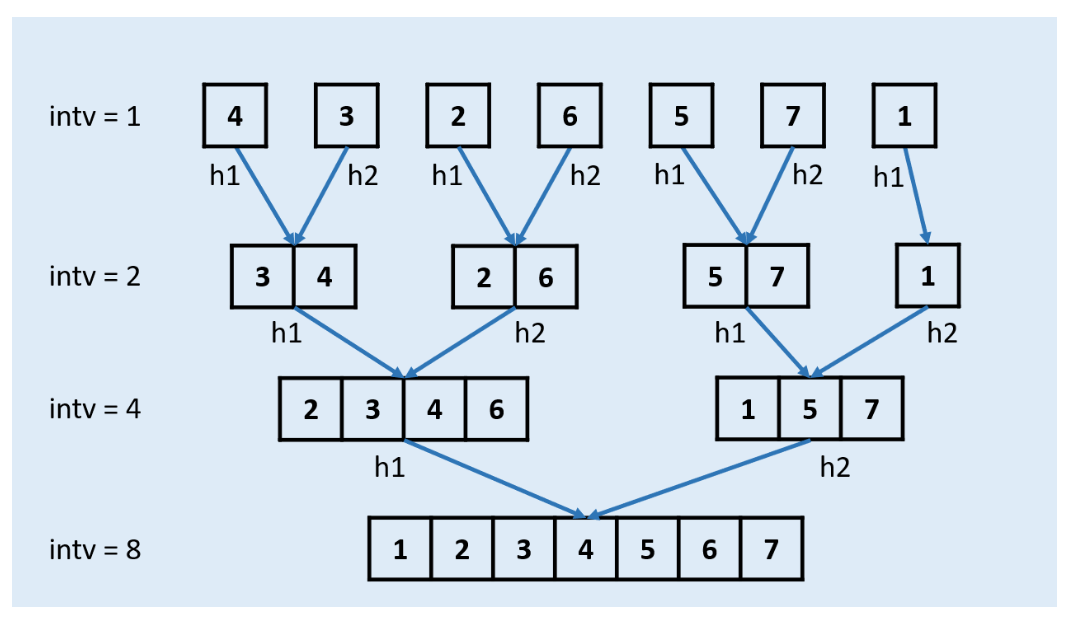 intv = 1 4 3 2 6 5 7 1
h1 h2 h1 h2 h1 h2 h1
intv = 2 3 4 2 6 5 7 1
h1 h2 h1 h2
intv = 4 2 3 4 6 1 5 7
h1 h2
intv = 8 1 2 3 4 5 6 7